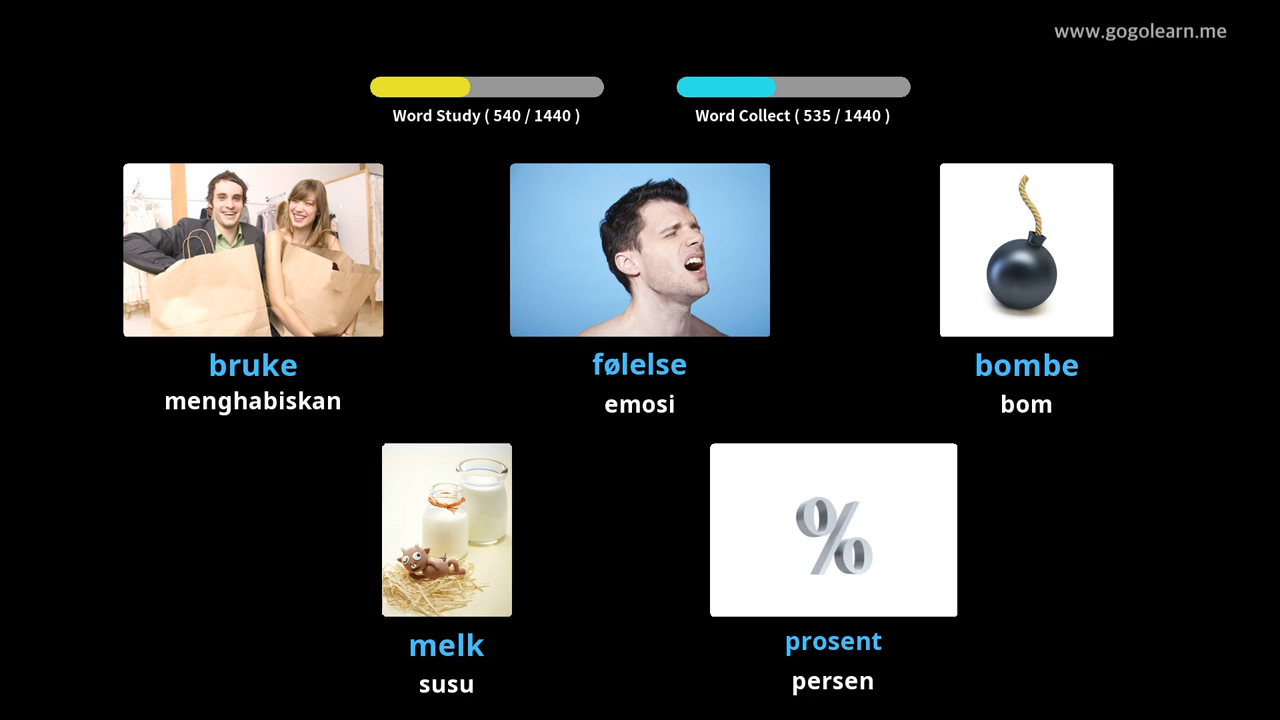 www.gogolearn.me
Word Study ( 540 / 1440 )
Word Collect ( 535 / 1440 )
bruke
menghabiskan
følelse
emosi
bombe
bom
melk
susu
%
prosent
persen